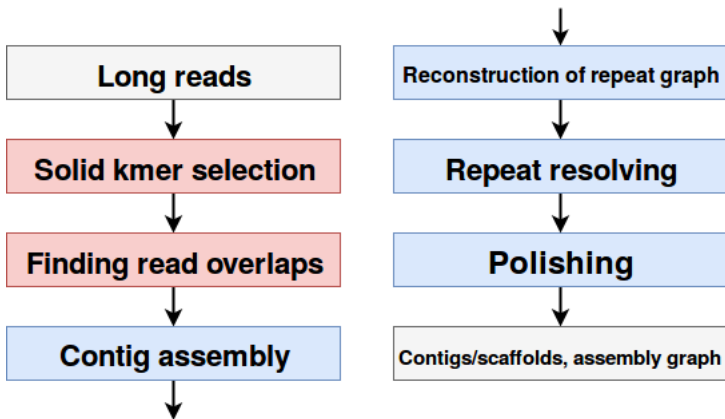 Long reads
Solid kmer selection
Finding read overlaps
Contig assembly
Reconstruction of repeat graph
Repeat resolving
Polishing
Contigs/scaffolds, assembly graph